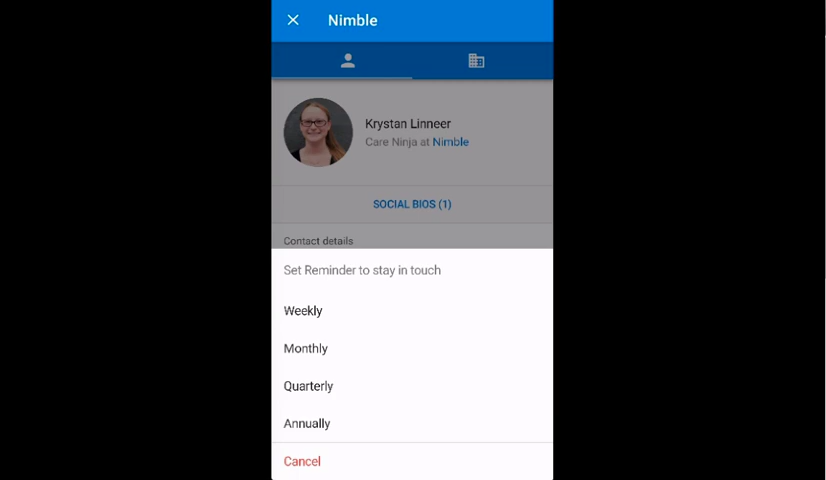 Nimble
Krystan Linneer
Care Ninja at Nimble
SOCIAL BIOS (1)
Contact details
Set Reminder to stay in touch
Weekly
Monthly
Quarterly
Annually
Cancel